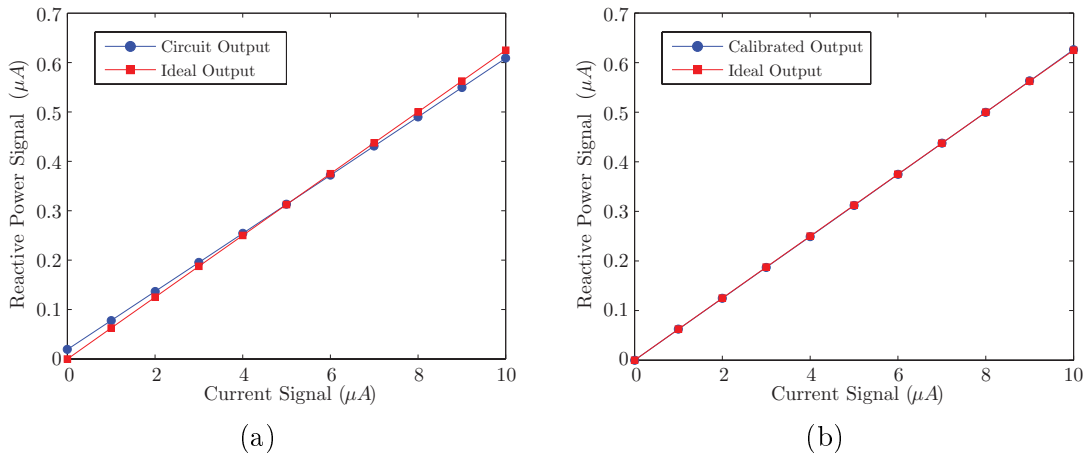 0.7
0.6
0.5
0.4
0.3
0.2
0.1
0
Reactive Power Signal (μA)
Circuit Output
Ideal Output
0 2 4 6 8 10
Current Signal (μA)
(a)
0.7
0.6
0.5
0.4
0.3
0.2
0.1
0
Reactive Power Signal (μA)
Calibrated Output
Ideal Output
0 2 4 6 8 10
Current Signal (μA)
(b)